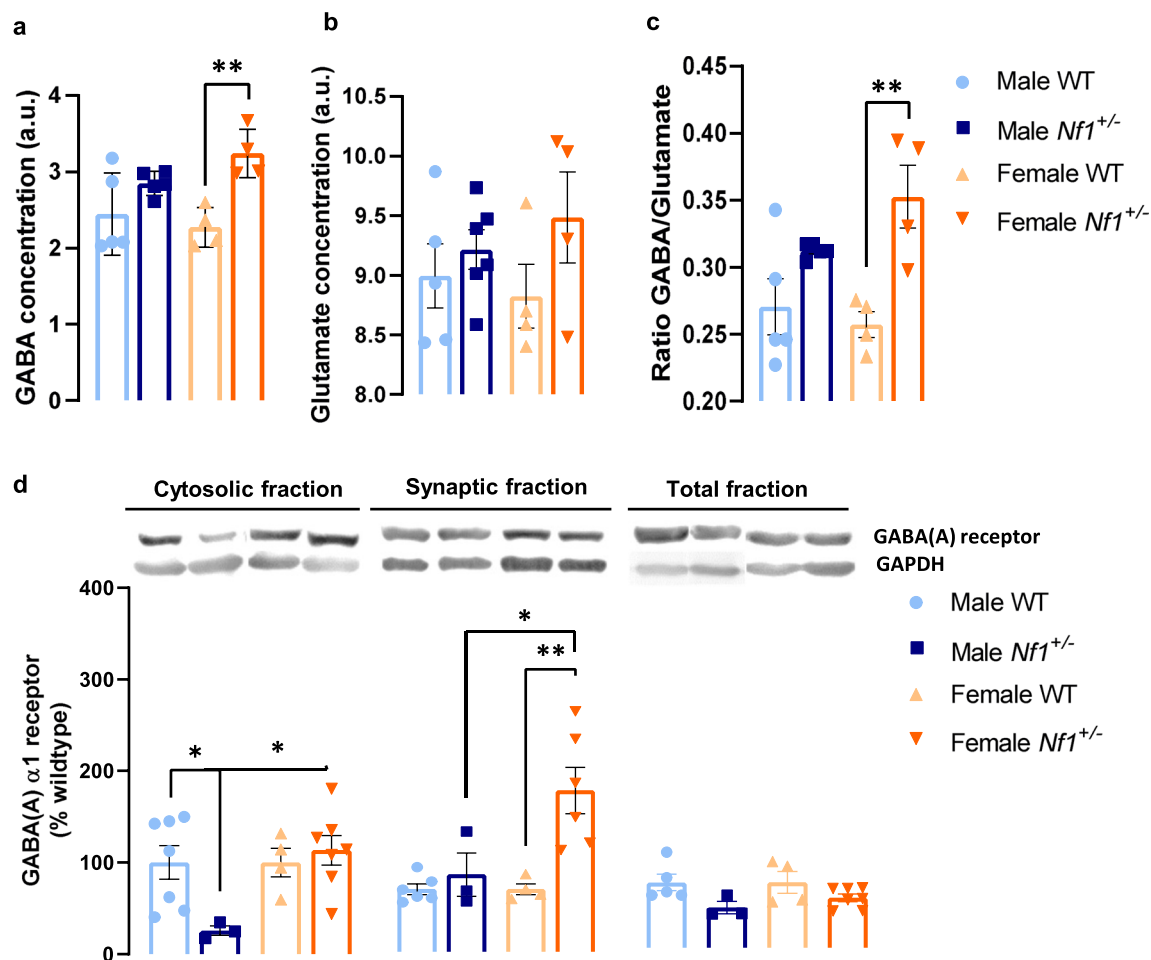 a
b
c
**
**
GABA concentration (a.u.)
4
3
2
1
0
Glutamate concentration (a.u.)
10.5
10.0
9.5
9.0
8.5
8.0
Ratio GABA/Glutamate
0.45
0.40
0.35
0.30
0.25
0.20
Male WT
Male Nf1+/-
Female WT
Female Nf1+/-
d
Cytosolic fraction
Synaptic fraction
Total fraction
GABA(A) receptor
GAPDH
GABA(A) α1 receptor
(% wildtype)
400
300
200
100
0
*
*
*
**
Male WT
Male Nf1+/-
Female WT
Female Nf1+/-